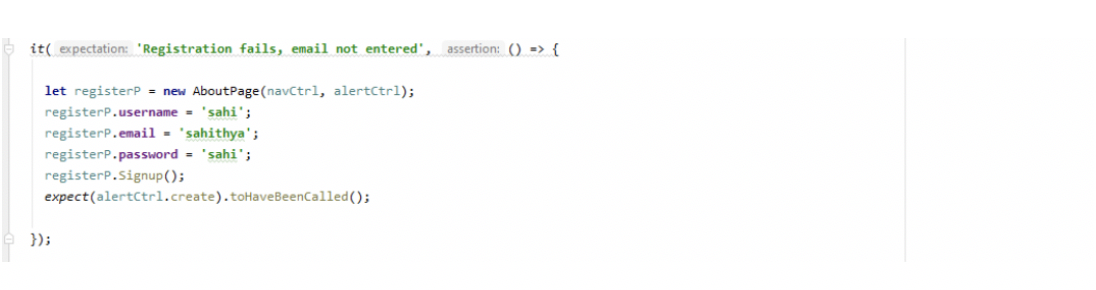 it( expectation: 'Registration fails, email not entered', assertion: () => {
let registerP = new AboutPage(navCtrl, alertCtrl);
registerP.username = 'sahi';
registerP.email = 'sahithya';
registerP.password = 'sahi';
registerP.Signup();
expect(alertCtrl.create).toHaveBeenCalled();
});